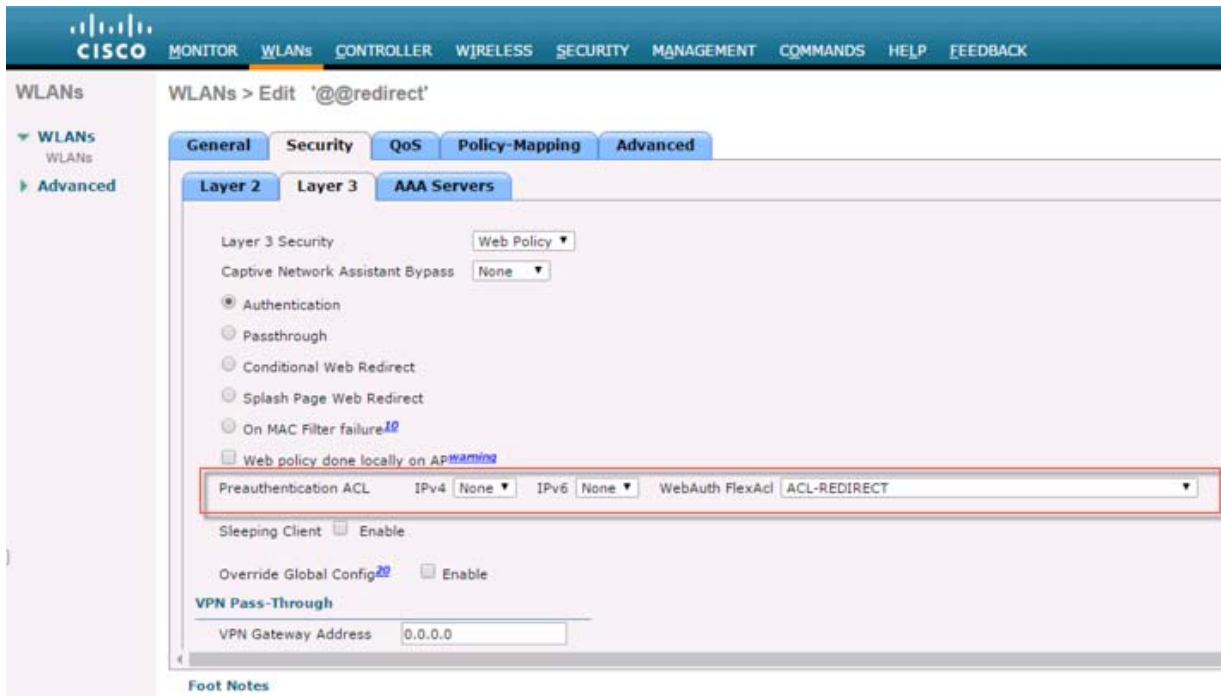 CISCO MONITOR WLANs CONTROLLER WIRELESS SECURITY MANAGEMENT COMMANDS HELP FEEDBACK
WLANs
WLANs > Edit '@@redirect'
WLANs
WLANs
Advanced
General Security QoS Policy-Mapping Advanced
Layer 2 Layer 3 AAA Servers
Layer 3 Security Web Policy
Captive Network Assistant Bypass None
Authentication
Passthrough
Conditional Web Redirect
Splash Page Web Redirect
On MAC Filter failure10
Web policy done locally on APwarning
Preauthentication ACL IPv4 None IPv6 None WebAuth FlexAcl ACL-REDIRECT
Sleeping Client Enable
Override Global Config20 Enable
VPN Pass-Through
VPN Gateway Address 0.0.0.0
Foot Notes